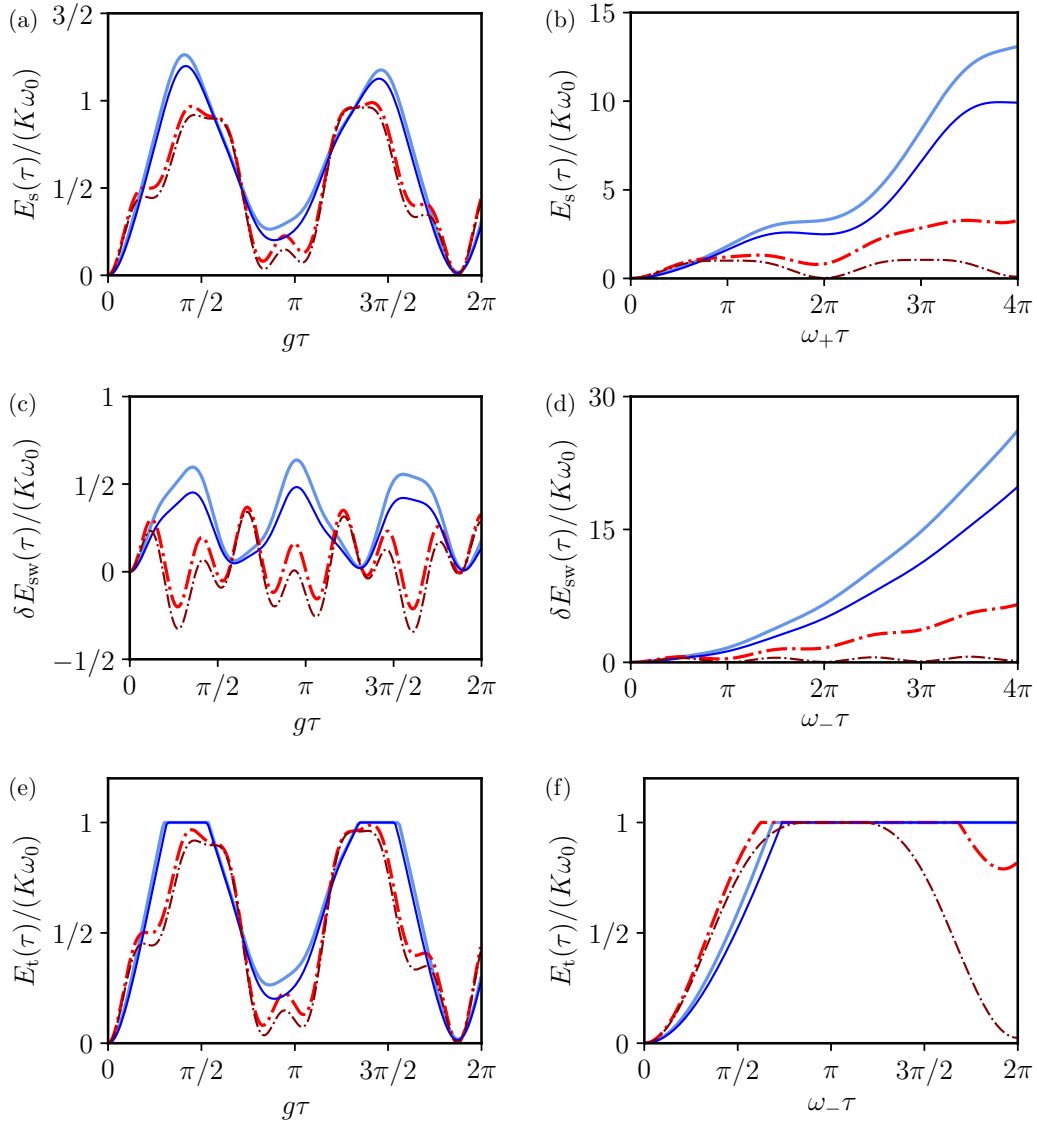 (a)
3/2
1
1/2
0
E_s(τ)/(Kω_0)
0 π/2 π 3π/2 2π
gτ
(b)
15
10
5
0
E_s(τ)/(Kω_0)
0 π 2π 3π 4π
ω_+τ
(c)
1
1/2
0
−1/2
δE_sw(τ)/(Kω_0)
0 π/2 π 3π/2 2π
gτ
(d)
30
15
0
δE_sw(τ)/(Kω_0)
0 π 2π 3π 4π
ω_−τ
(e)
1
1/2
0
E_t(τ)/(Kω_0)
0 π/2 π 3π/2 2π
gτ
(f)
1
1/2
0
E_t(τ)/(Kω_0)
0 π/2 π 3π/2 2π
ω_−τ